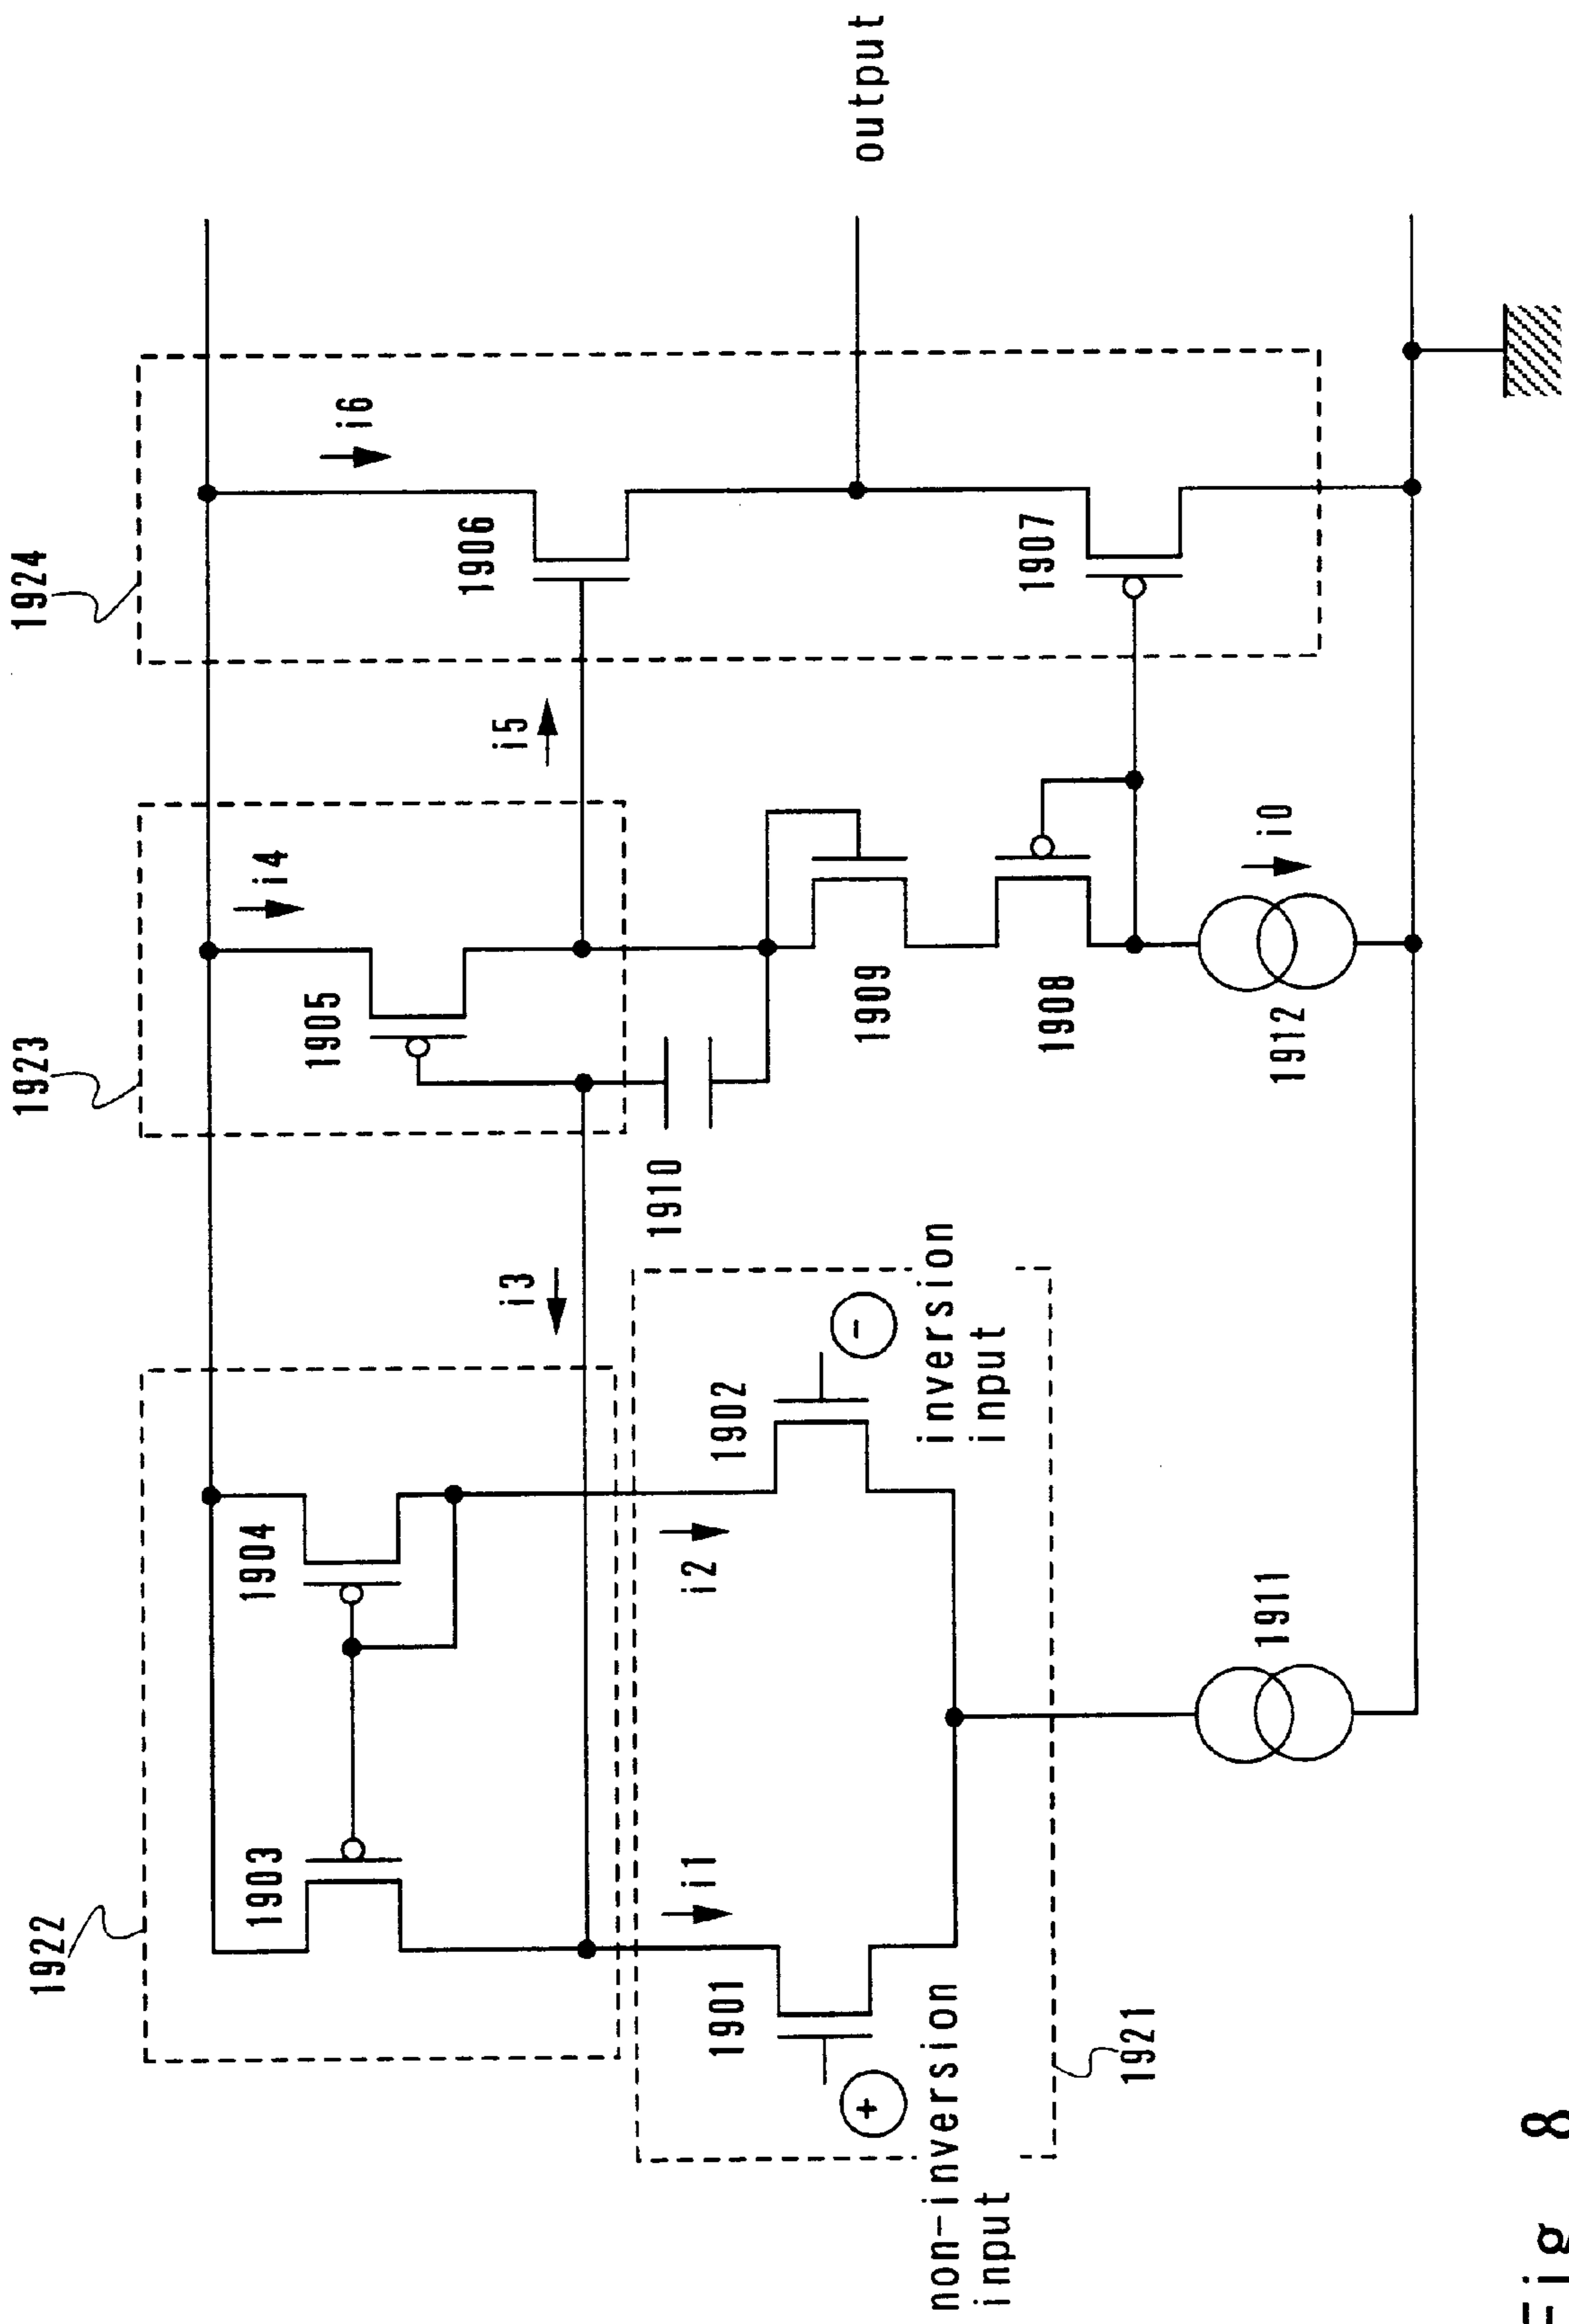 1922
1923
1924
1903
1904
1905
i4
i6
1906
i3
i5
i1
i2
1910
1901
1902
1909
1908
1907
+
-
non-inversion
input
inversion
input
output
1921
1911
1912
i0
Fig. 8